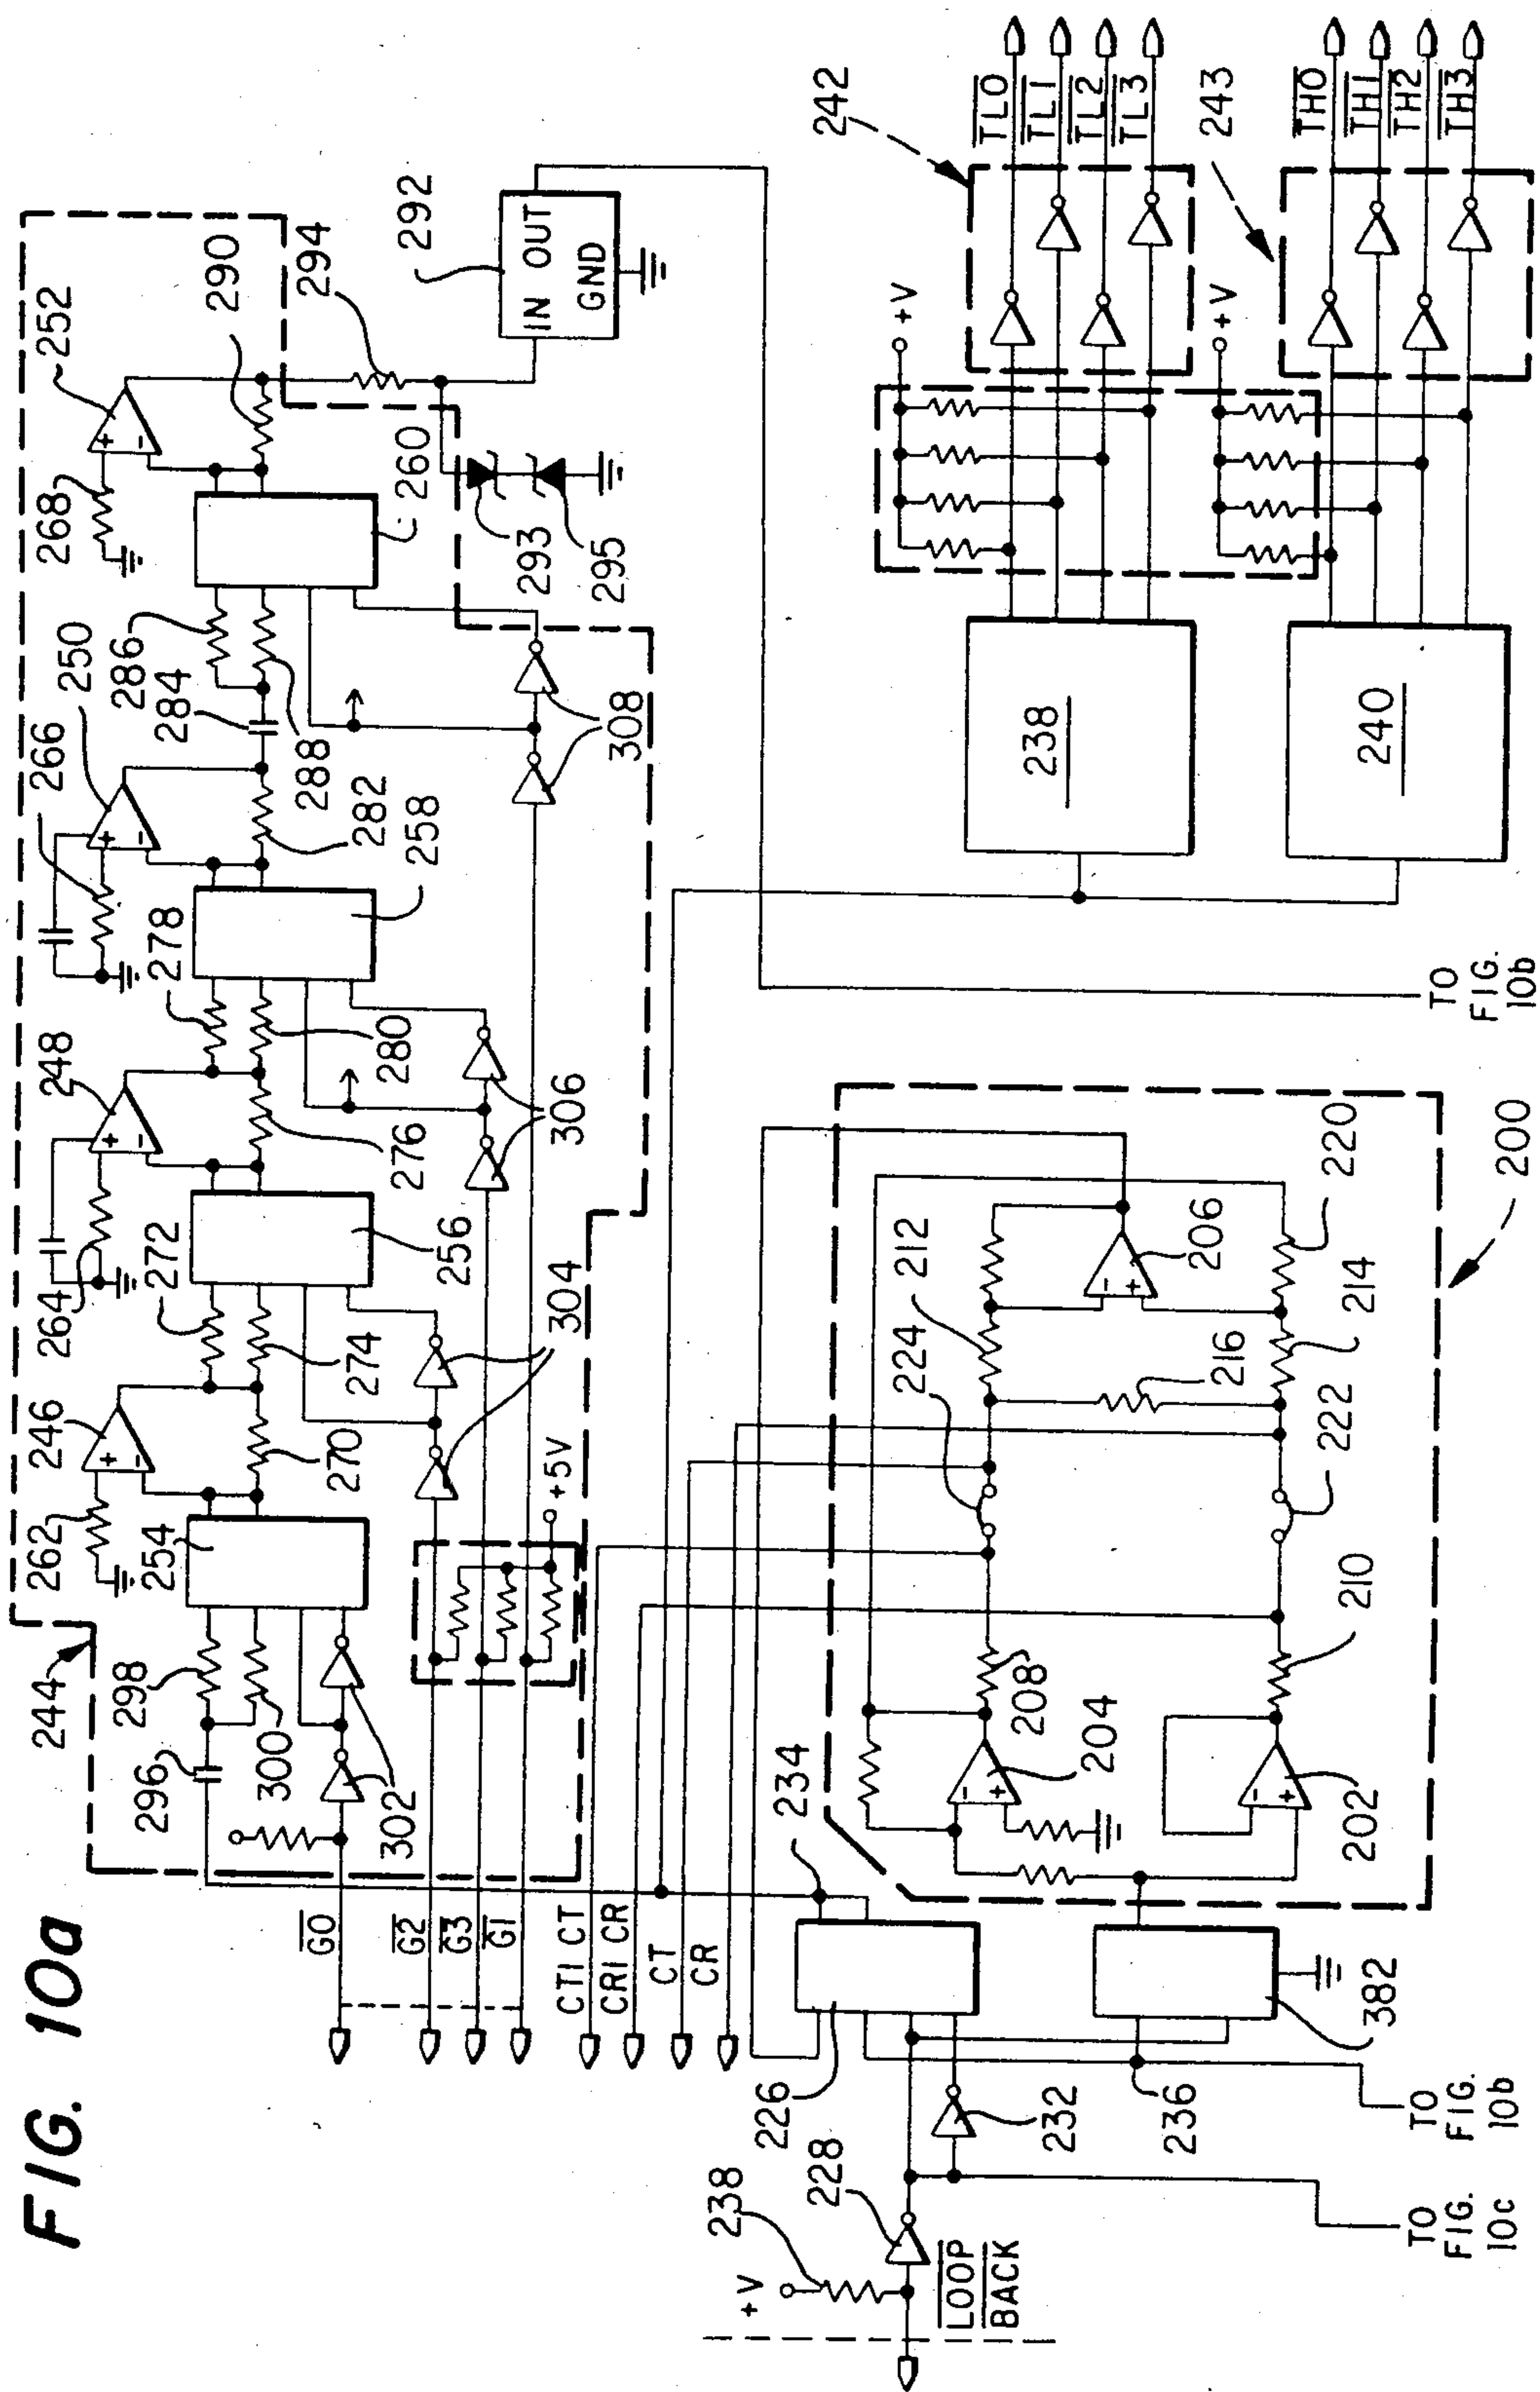 FIG. 10a
244
298
296
300
302
262
254
246
270
264
272
274
256
304
248
276
266
278
280
306
250
258
282
284
286
288
308
268
252
260
290
294
293
295
292
IN OUT
GND
+
-
+
-
+
-
+
-
+5V
G0
G2
G3
G1
CT1 CT
CR1 CR
CT
CR
234
226
228
232
236
238
382
+V
LOOP
BACK
TO
FIG.
10c
TO
FIG.
10b
TO
FIG.
10b
200
202
204
206
208
210
212
214
216
220
222
224
-
+
-
+
-
+
238
240
+V
+V
242
243
TL0
TL1
TL2
TL3
TH0
TH1
TH2
TH3